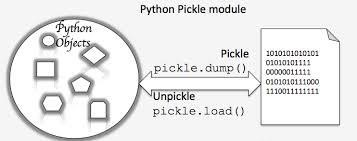 Python Pickle module
Python
Objects
Pickle
pickle.dump()
Unpickle
pickle.load()
1010101010101
01010101111
00000011111
0101010111000
1110011111111